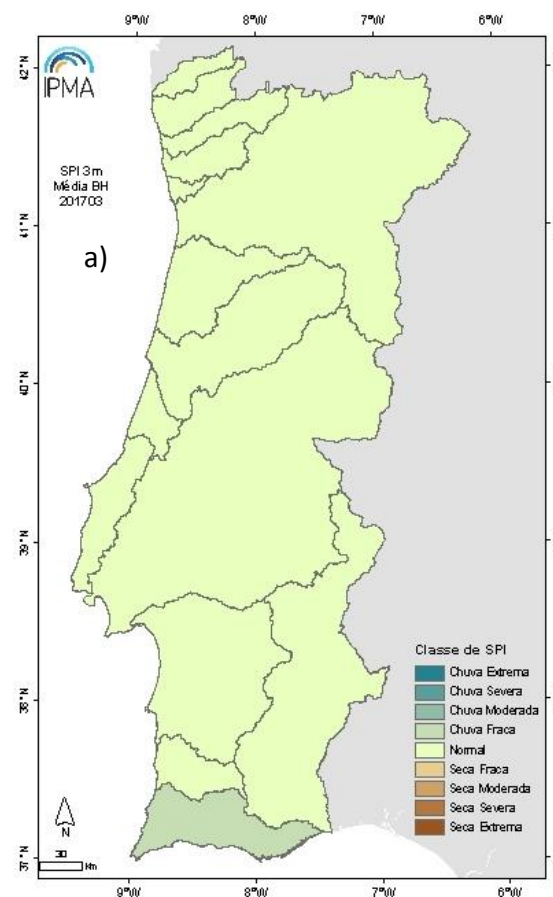 9°W 8°W 7°W 6°W
42°N
IPMA
SPI 3m
Média BH
201703
41°N
a)
40°N
39°N
Classe de SPI
Chuva Extrema
Chuva Severa
38°N
Chuva Moderada
Chuva Fraca
Normal
Seca Fraca
Seca Moderada
Seca Severa
N
Seca Extrema
30
Km
37°N
9°W 8°W 7°W 6°W